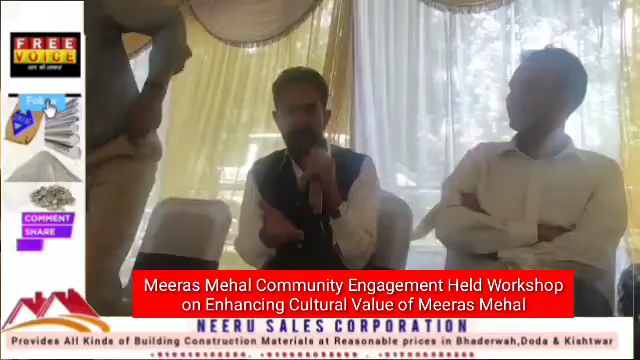 FREE
VOICE
Follow
COMMENT
SHARE
Meeras Mehal Community Engagement Held Workshop
on Enhancing Cultural Value of Meeras Mehal
NEERU SALES CORPORATION
Provides All Kinds of Building Construction Materials at Reasonable prices in Bhaderwah,Doda & Kishtwar